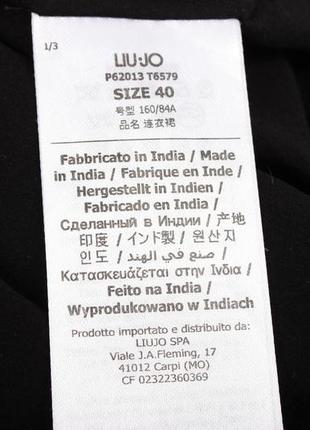 1/3
LIU·JO
P62013 T6579
SIZE 40
号型 160/84A
品名 连衣裙
Fabbricato in India / Made
in India / Fabrique en Inde /
Hergestellt in Indien /
Fabricado en India /
Сделанный в Индии / 产地
印度 / インド製 / 원산지
인도 / صنع في الهند /
Κατασκευάζεται στην Ινδία /
Feito na India /
Wyprodukowano w Indiach
Prodotto importato e distribuito da:
LIUJO SPA
Viale J.A.Fleming, 17
41012 Carpi (MO)
CF 02322360369